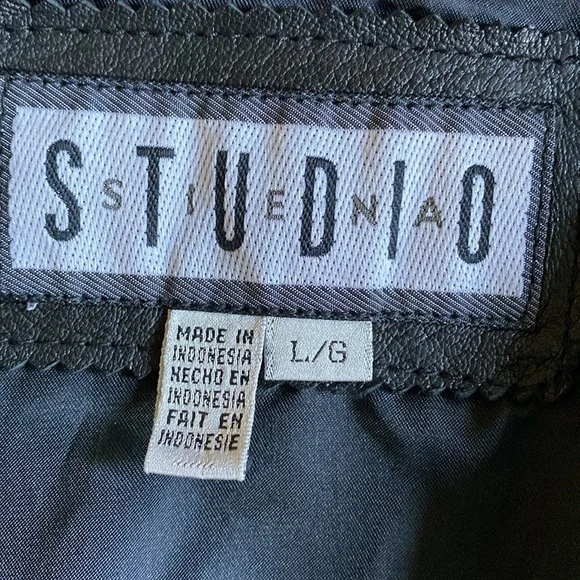 STUDIO
SIENA
MADE IN
INDONESIA
HECHO EN
INDONESIA
FAIT EN
INDONESIE
L/G